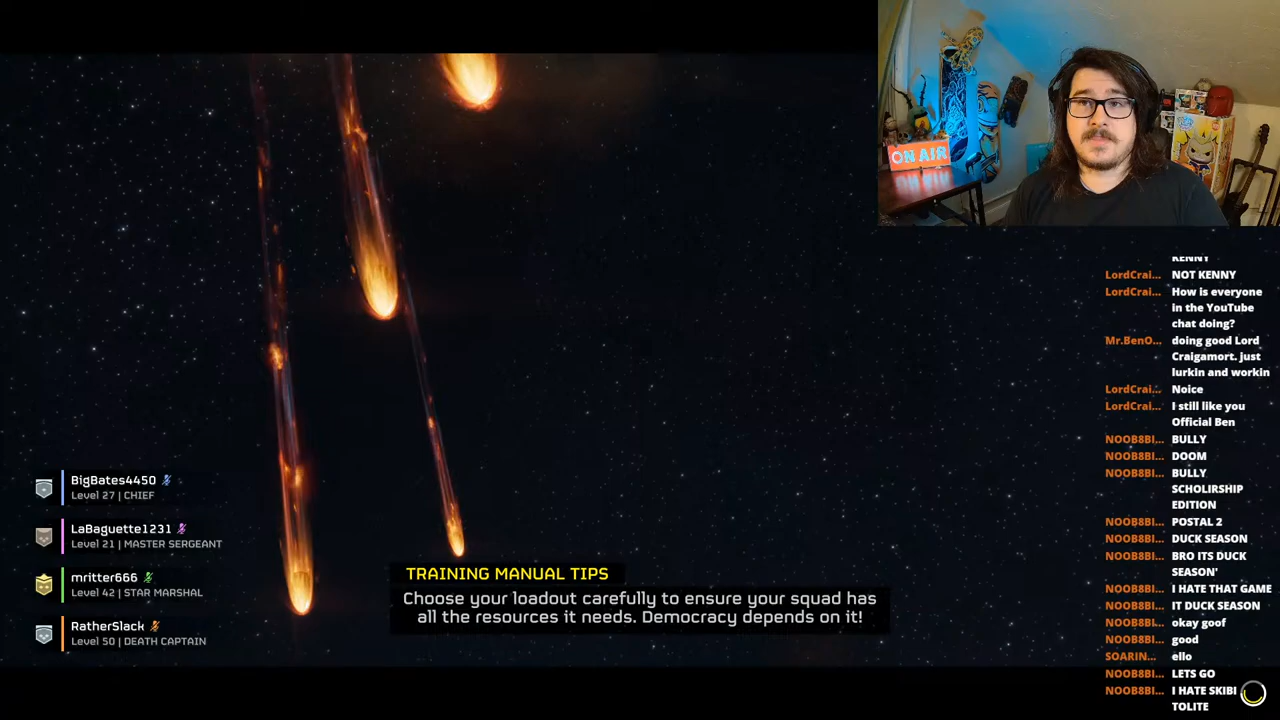 ON AIR
KENNY
LordCrai... NOT KENNY
LordCrai... How is everyone
in the YouTube
chat doing?
Mr.BenO... doing good Lord
Craigamort. just
lurkin and workin
LordCrai... Noice
LordCrai... I still like you
Official Ben
NOOB8BI... BULLY
NOOB8BI... DOOM
NOOB8BI... BULLY
SCHOLIRSHIP
EDITION
NOOB8BI... POSTAL 2
NOOB8BI... DUCK SEASON
NOOB8BI... BRO ITS DUCK
SEASON'
NOOB8BI... I HATE THAT GAME
NOOB8BI... IT DUCK SEASON
NOOB8BI... okay goof
NOOB8BI... good
SOARIN... ello
NOOB8BI... LETS GO
NOOB8BI... I HATE SKIBI
TOLITE
BigBates4450
Level 27 | CHIEF
LaBaguette1231
Level 21 | MASTER SERGEANT
mritter666
Level 42 | STAR MARSHAL
RatherSlack
Level 50 | DEATH CAPTAIN
TRAINING MANUAL TIPS
Choose your loadout carefully to ensure your squad has
all the resources it needs. Democracy depends on it!